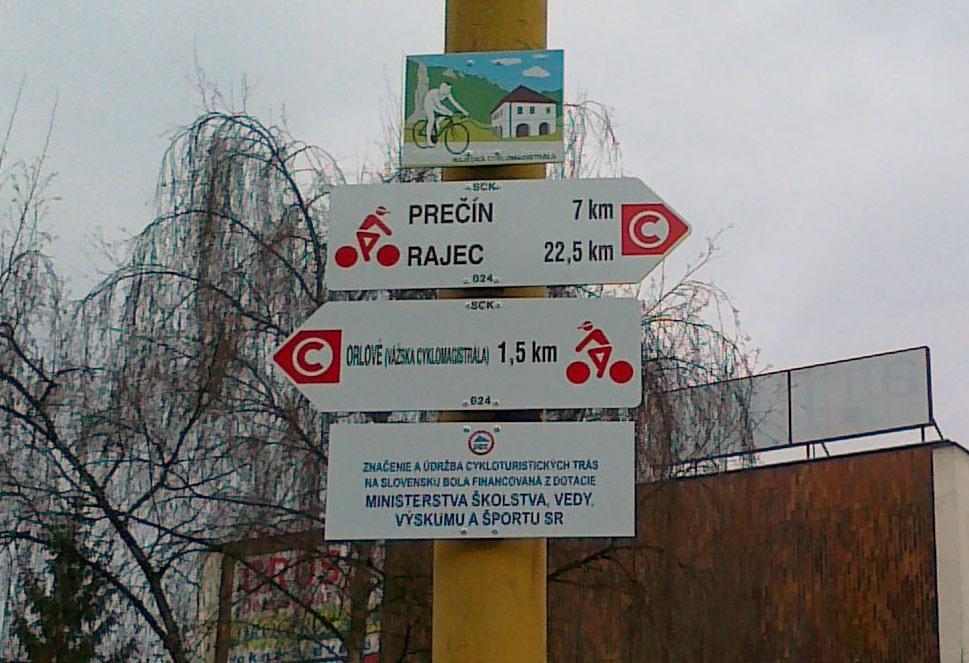 RAJECKÁ CYKLOMAGISTRÁLA
SCK
PREČÍN 7 km
RAJEC 22,5 km
C
024
SCK
C
ORLOVÉ (VÁŽSKA CYKLOMAGISTRÁLA) 1,5 km
024
ZNAČENIE A ÚDRŽBA CYKLOTURISTICKÝCH TRÁS
NA SLOVENSKU BOLA FINANCOVANÁ Z DOTÁCIE
MINISTERSTVA ŠKOLSTVA, VEDY,
VÝSKUMU A ŠPORTU SR